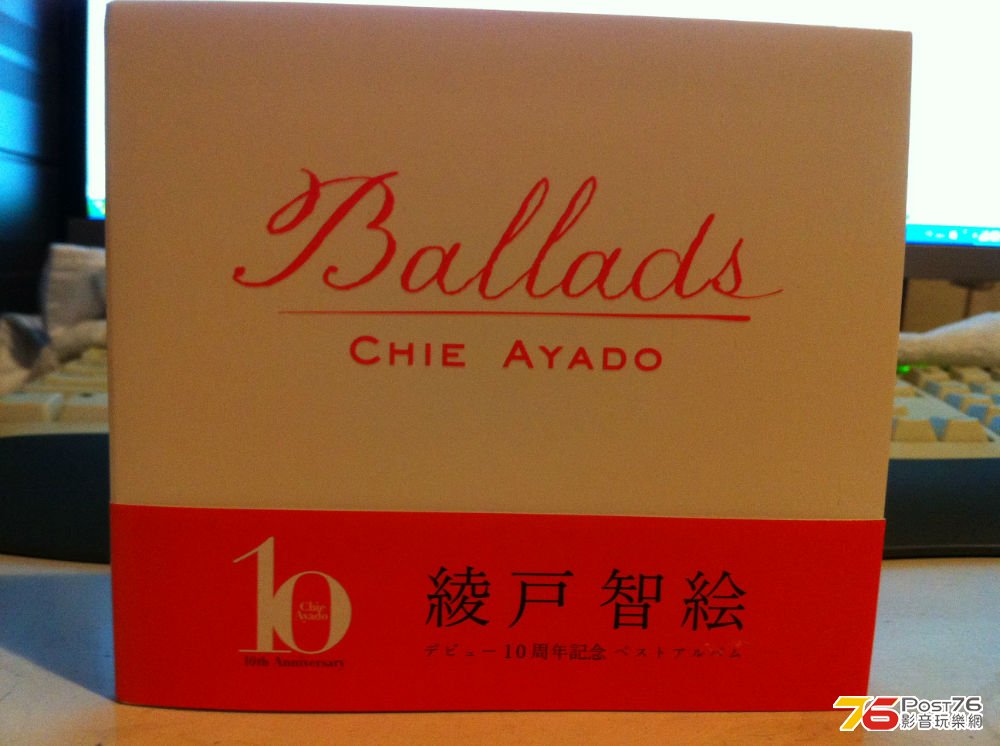 Ballads
CHIE AYADO
10
Chie
Ayado
10th Anniversary
綾戸智絵
デビュー10周年記念 ベストアルバム
76 POST76
影音玩樂網